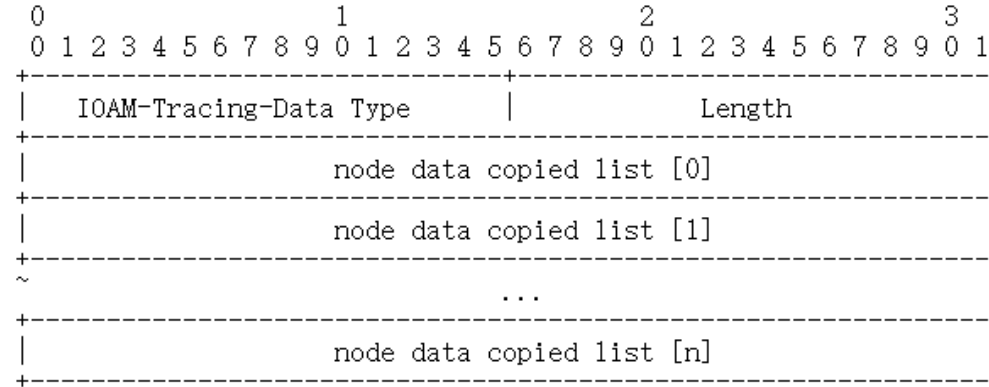 0 1 2 3
0 1 2 3 4 5 6 7 8 9 0 1 2 3 4 5 6 7 8 9 0 1 2 3 4 5 6 7 8 9 0 1
+-------------------------------+-------------------------------
| IOAM-Tracing-Data Type | Length
+---------------------------------------------------------------
| node data copied list [0]
+---------------------------------------------------------------
| node data copied list [1]
+---------------------------------------------------------------
~
...
+---------------------------------------------------------------
| node data copied list [n]
+---------------------------------------------------------------